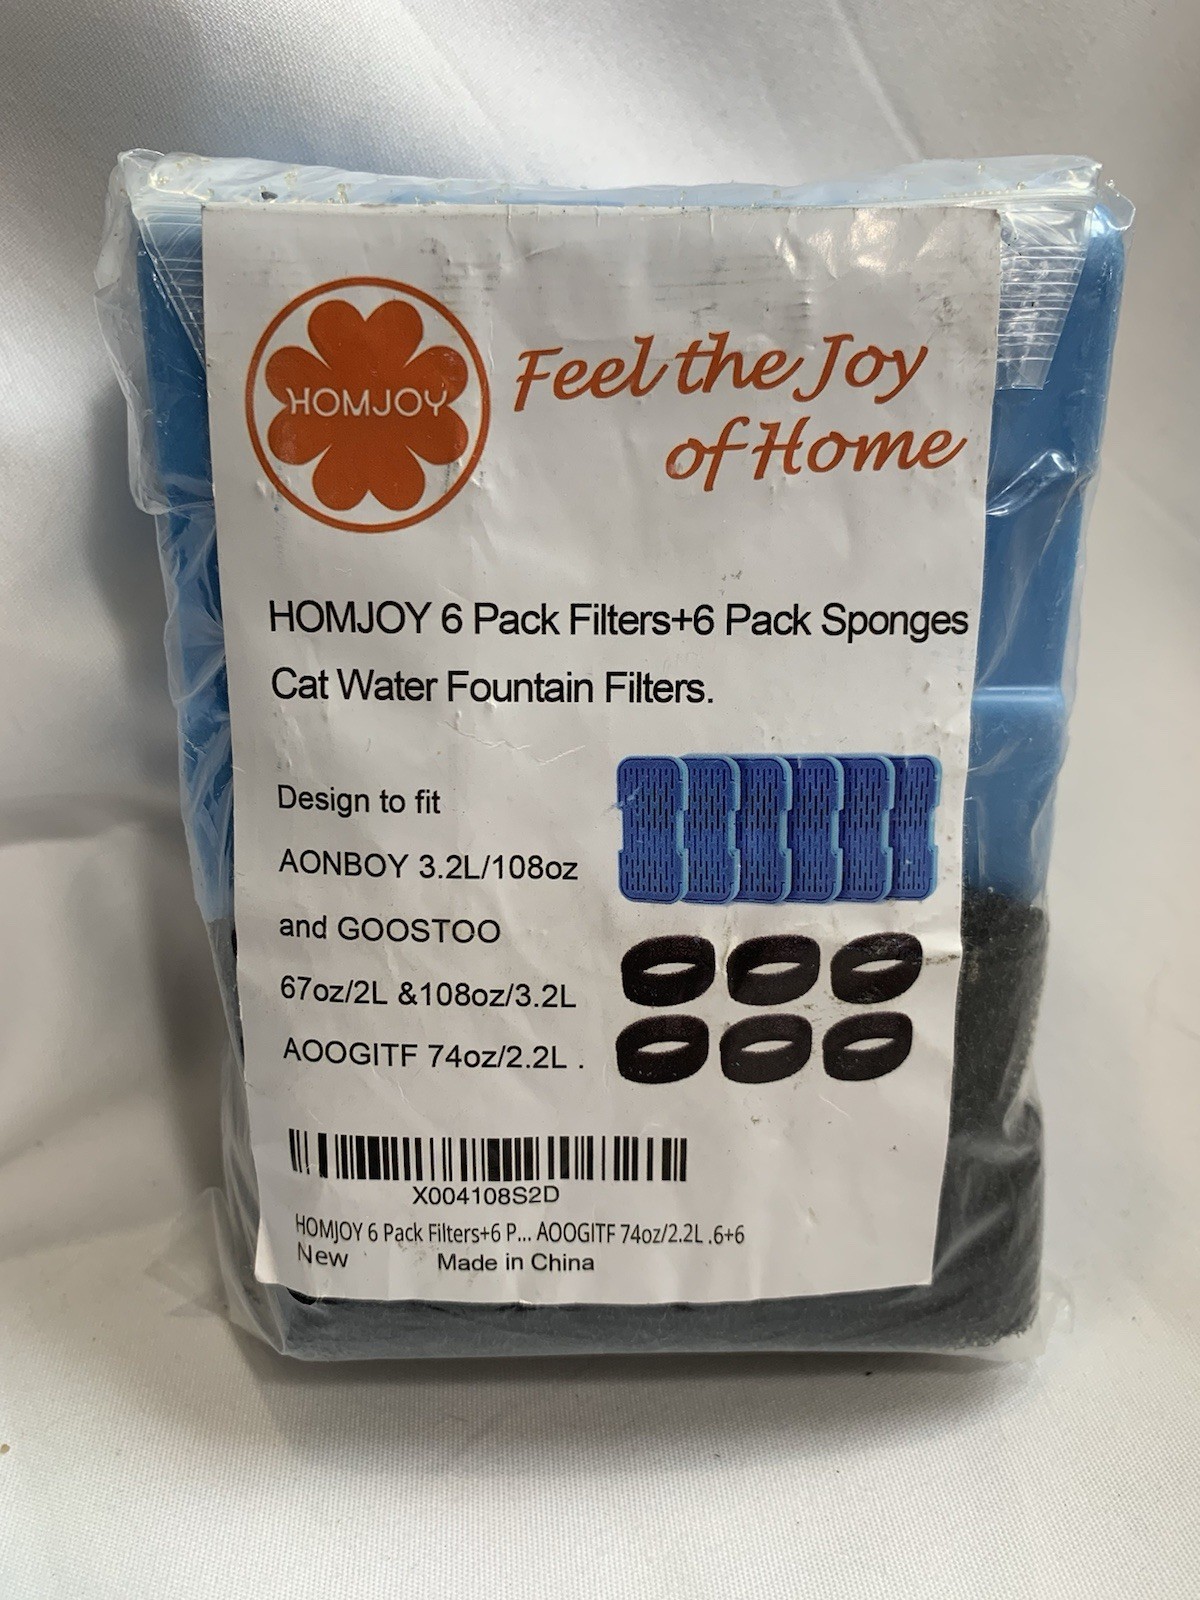 HOMJOY
Feel the Joy
of Home
HOMJOY 6 Pack Filters+6 Pack Sponges
Cat Water Fountain Filters.
Design to fit
AONBOY 3.2L/108oz
and GOOSTOO
67oz/2L &108oz/3.2L
AOOGITF 74oz/2.2L .
X004108S2D
HOMJOY 6 Pack Filters+6 P... AOOGITF 74oz/2.2L .6+6
New
Made in China